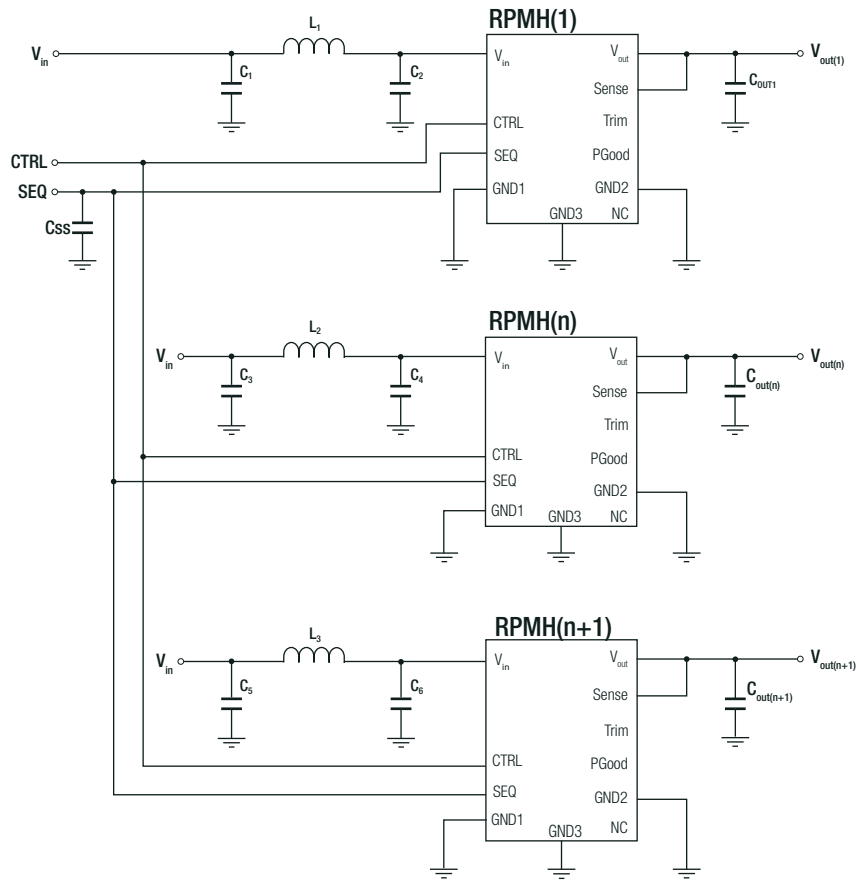 RPMH(1)
L₁
Vin
C₁
C₂
Vin
Vout
Sense
CTRL
Trim
SEQ
PGood
GND1
GND2
GND3
NC
Vout(1)
COUT1
CTRL
SEQ
Css
RPMH(n)
L₂
Vin
C₃
C₄
Vin
Vout
Sense
Trim
CTRL
PGood
SEQ
GND2
GND1
GND3
NC
Vout(n)
Cout(n)
RPMH(n+1)
L₃
Vin
C₅
C₆
Vin
Vout
Sense
Trim
CTRL
PGood
SEQ
GND2
GND1
GND3
NC
Vout(n+1)
Cout(n+1)